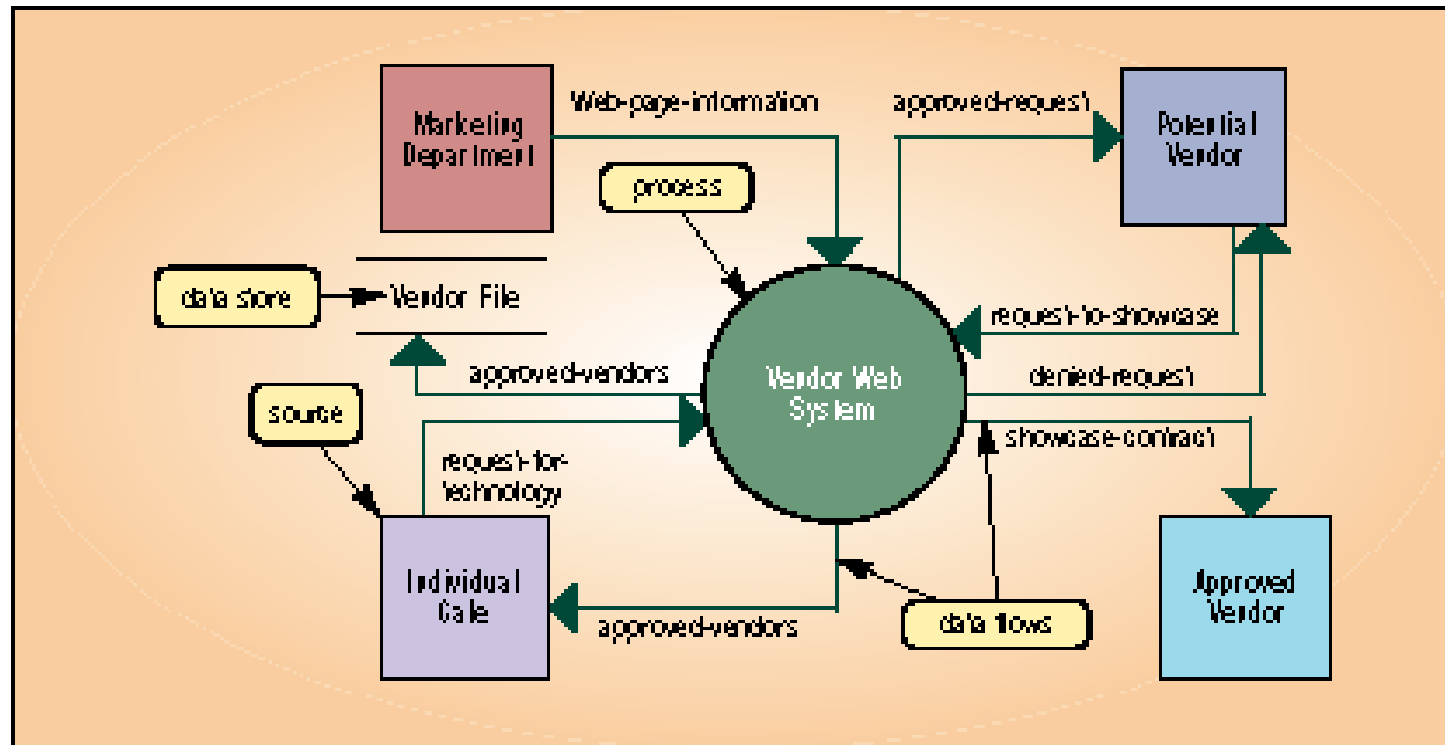 Marketing
Department
Web-page-information
approved-request
Potential
Vendor
process
data store
Vendor File
request-to-showcase
approved-vendors
Vendor Web
System
denied-request
source
showcase-contract
request-for-
technology
Individual
Approved
Vendor
approved-vendors
data flows